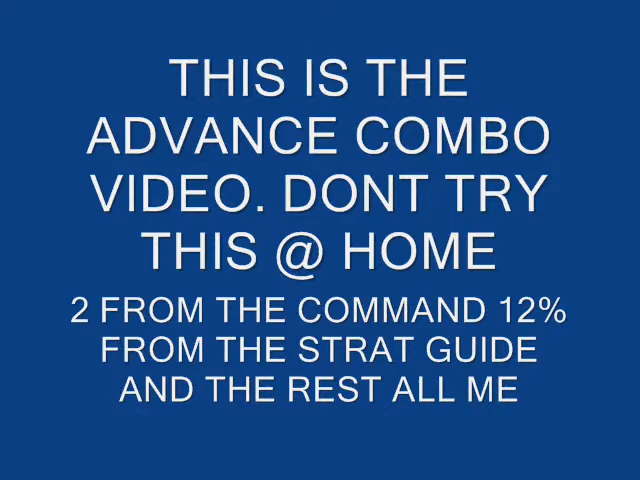 THIS IS THE
ADVANCE COMBO
VIDEO. DONT TRY
THIS @ HOME
2 FROM THE COMMAND 12%
FROM THE STRAT GUIDE
AND THE REST ALL ME